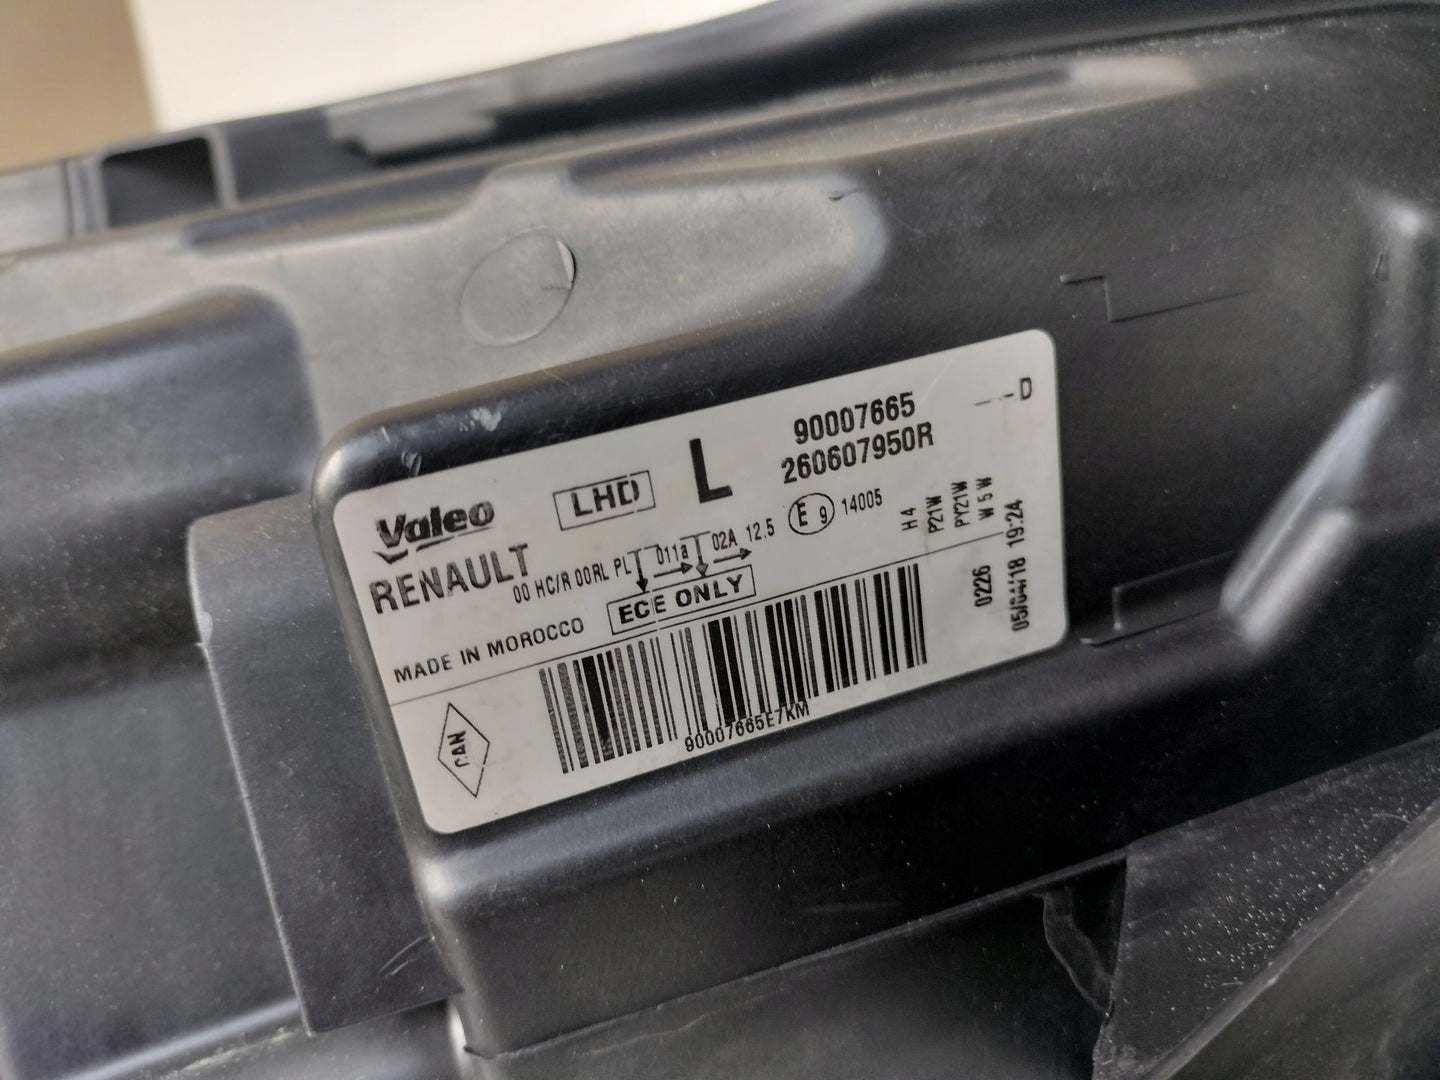 Valeo
RENAULT
LHD
L
90007665
260607950R
D
00 HC/R 00RL PL 011a 02A 12.5
E 9 14005
H4
P21W
PY21W
W5W
MADE IN MOROCCO
ECE ONLY
0226
19:24
CAN
90007665E7KM